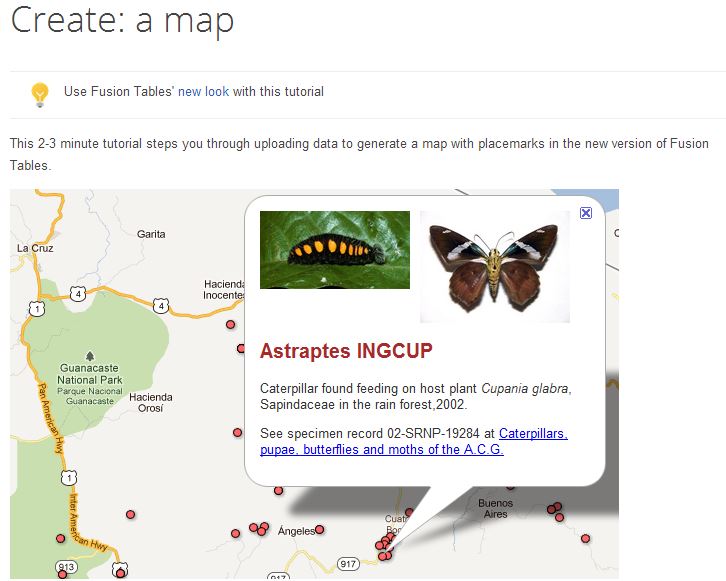 Create: a map
Use Fusion Tables' new look with this tutorial
This 2-3 minute tutorial steps you through uploading data to generate a map with placemarks in the new version of Fusion
Tables.
Garita
La Cruz
Hacienda
Inocente
4
4
1
1
Guanacaste
National Park
Parque Nacional
Guanacaste
Hacienda
Orosí
Pan American Hwy
Astraptes INGCUP
Caterpillar found feeding on host plant Cupania glabra,
Sapindaceae in the rain forest,2002.
See specimen record 02-SRNP-19284 at Caterpillars,
pupae, butterflies and moths of the A.C.G.
1
Inter American Hwy
Buenos
Aires
Ángeles
917
913
917